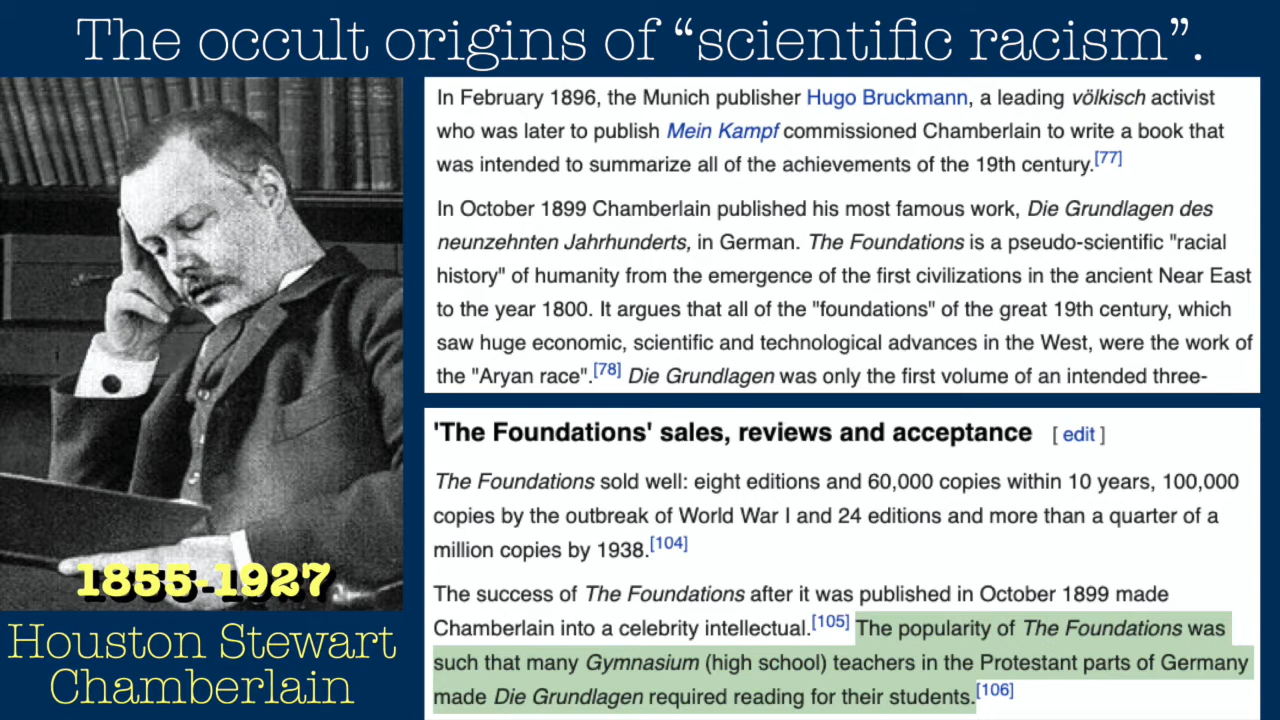 The occult origins of “scientific racism”.
In February 1896, the Munich publisher Hugo Bruckmann, a leading völkisch activist
who was later to publish Mein Kampf commissioned Chamberlain to write a book that
was intended to summarize all of the achievements of the 19th century.[77]
In October 1899 Chamberlain published his most famous work, Die Grundlagen des
neunzehnten Jahrhunderts, in German. The Foundations is a pseudo-scientific "racial
history" of humanity from the emergence of the first civilizations in the ancient Near East
to the year 1800. It argues that all of the "foundations" of the great 19th century, which
saw huge economic, scientific and technological advances in the West, were the work of
the "Aryan race".[78] Die Grundlagen was only the first volume of an intended three-
'The Foundations' sales, reviews and acceptance [ edit ]
The Foundations sold well: eight editions and 60,000 copies within 10 years, 100,000
copies by the outbreak of World War I and 24 editions and more than a quarter of a
million copies by 1938.[104]
The success of The Foundations after it was published in October 1899 made
Chamberlain into a celebrity intellectual.[105] The popularity of The Foundations was
such that many Gymnasium (high school) teachers in the Protestant parts of Germany
made Die Grundlagen required reading for their students.[106]
1855-1927
Houston Stewart
Chamberlain